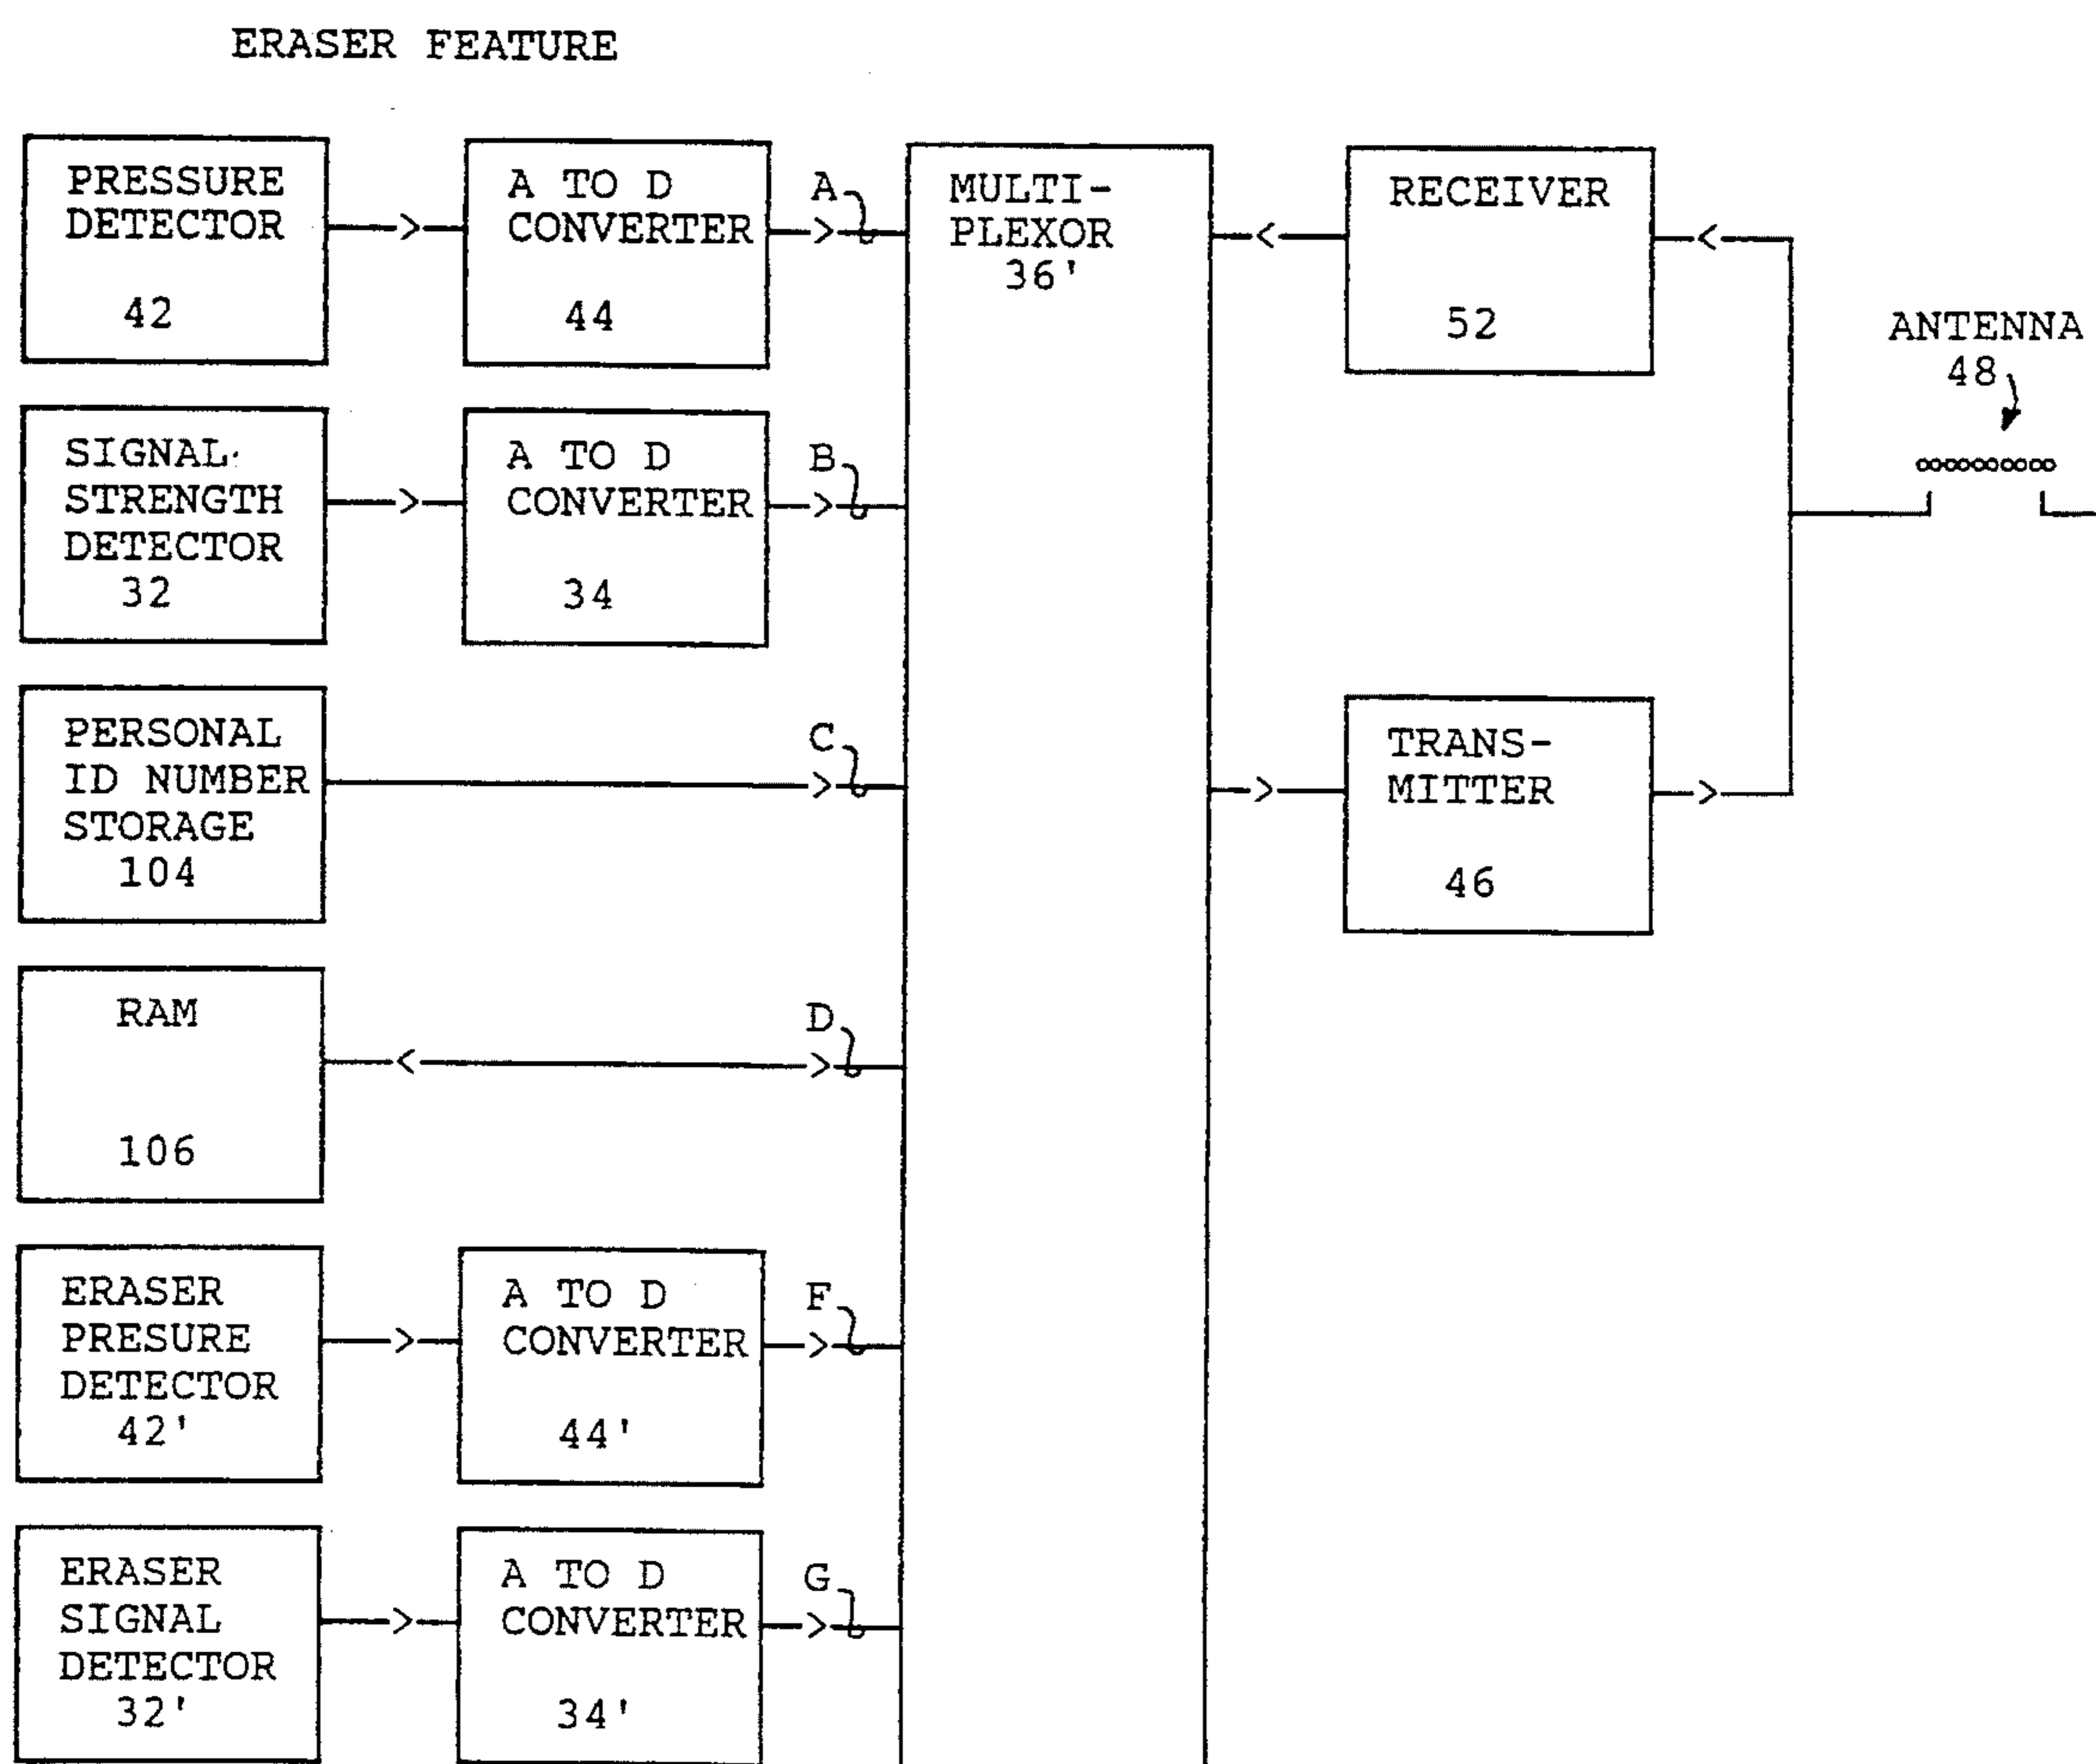 ERASER FEATURE
PRESSURE
DETECTOR
42
A TO D
CONVERTER
44
A
MULTI-
PLEXOR
36'
RECEIVER
52
ANTENNA
48
SIGNAL
STRENGTH
DETECTOR
32
A TO D
CONVERTER
34
B
PERSONAL
ID NUMBER
STORAGE
104
C
TRANS-
MITTER
46
RAM
106
D
ERASER
PRESURE
DETECTOR
42'
A TO D
CONVERTER
44'
F
ERASER
SIGNAL
DETECTOR
32'
A TO D
CONVERTER
34'
G